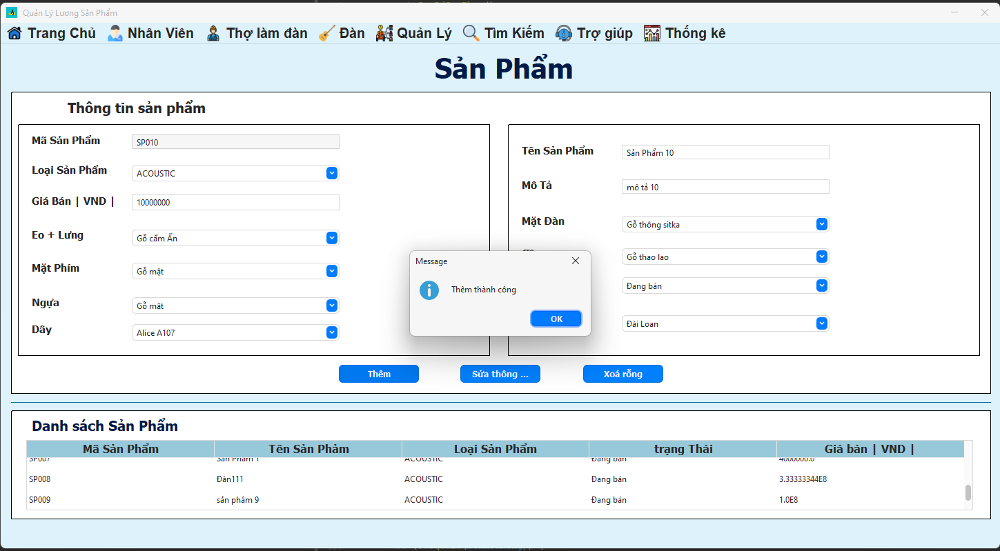 Quản Lý Lương Sản Phẩm
Trang Chủ Nhân Viên Thợ làm đàn Đàn Quản Lý Tìm Kiếm Trợ giúp Thống kê
Sản Phẩm
Thông tin sản phẩm
Mã Sản Phẩm SP010
Loại Sản Phẩm ACOUSTIC
Giá Bán | VND | 10000000
Eo + Lưng Gỗ cẩm Ấn
Mặt Phím Gỗ mật
Ngựa Gỗ mật
Dây Alice A107
Tên Sản Phẩm Sản Phẩm 10
Mô Tả mô tả 10
Mặt Đàn Gỗ thông sitka
Gỗ thao lao
Đang bán
Đài Loan
Message
Thêm thành công
OK
Thêm Sửa thông ... Xoá rỗng
Danh sách Sản Phẩm
Mã Sản Phẩm Tên Sản Phảm Loại Sản Phẩm trạng Thái Giá bán | VND |
SP007 ACOUSTIC Đang bán 4000000.0
SP008 Đàn111 ACOUSTIC Đang bán 3.33333344E8
SP009 sản phâm 9 ACOUSTIC Đang bán 1.0E8